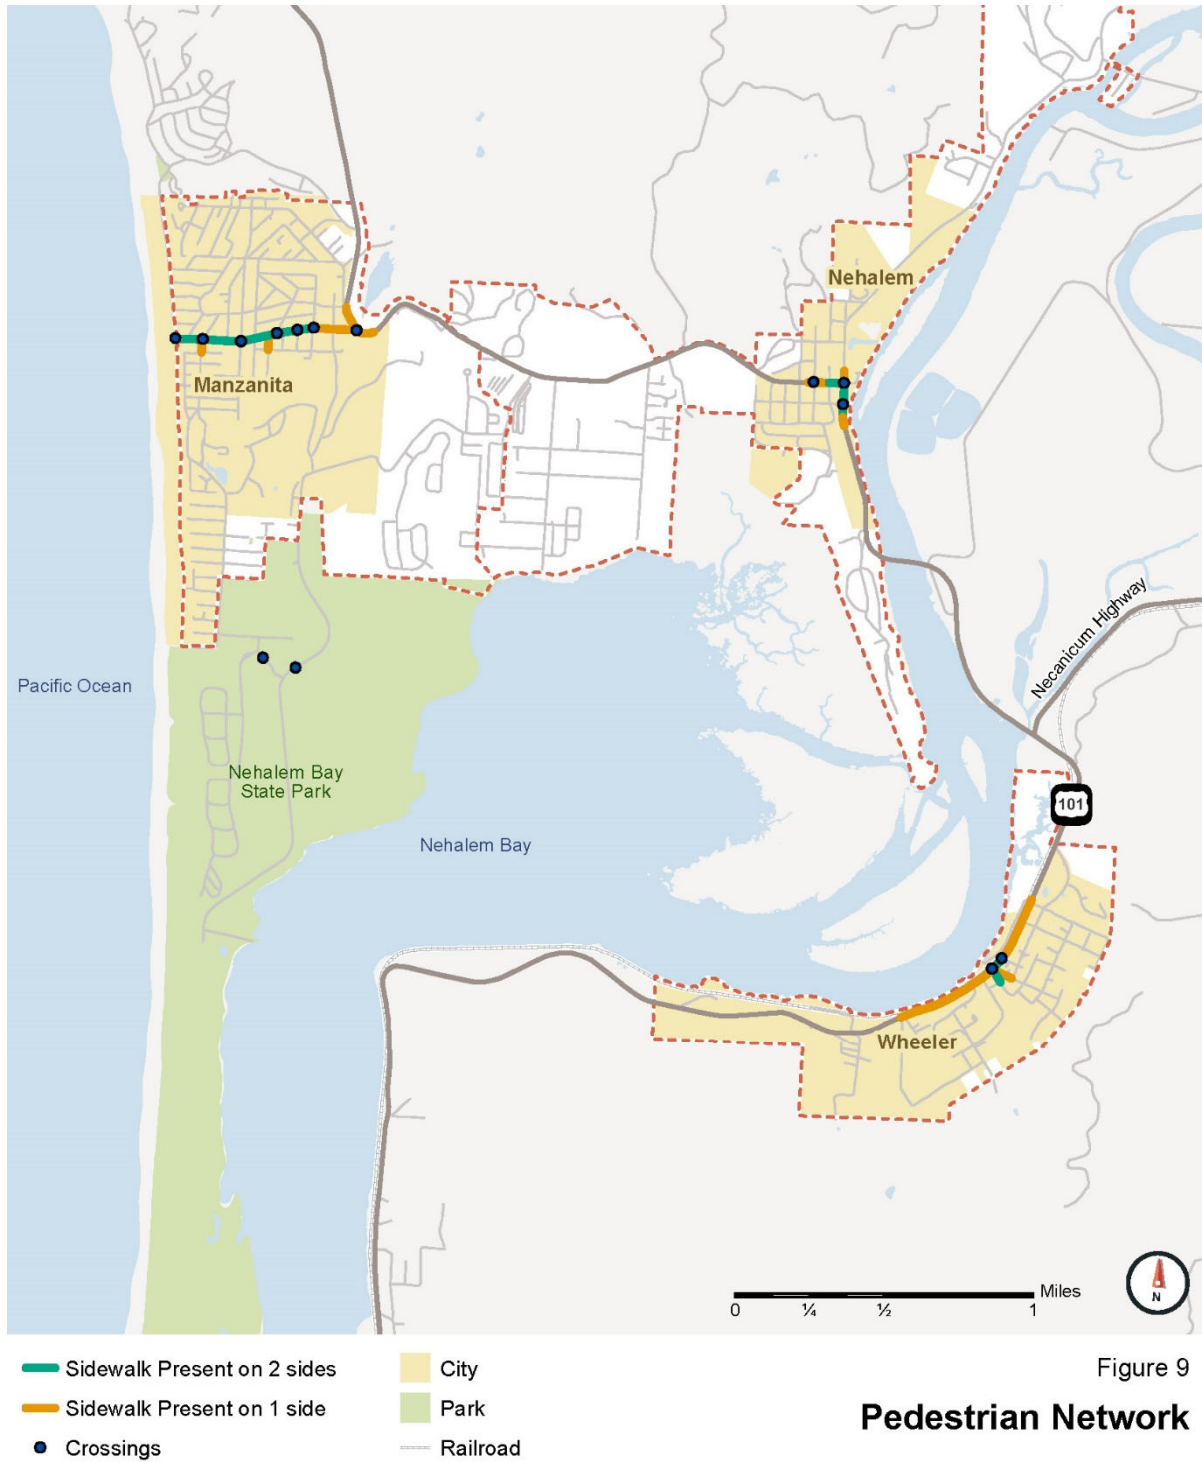 Nehalem
Manzanita
Necanicum Highway
Pacific Ocean
Nehalem Bay
State Park
101
Nehalem Bay
Wheeler
Miles
0 ¼ ½ 1
N
Sidewalk Present on 2 sides
Sidewalk Present on 1 side
Crossings
City
Park
Railroad
Figure 9
Pedestrian Network